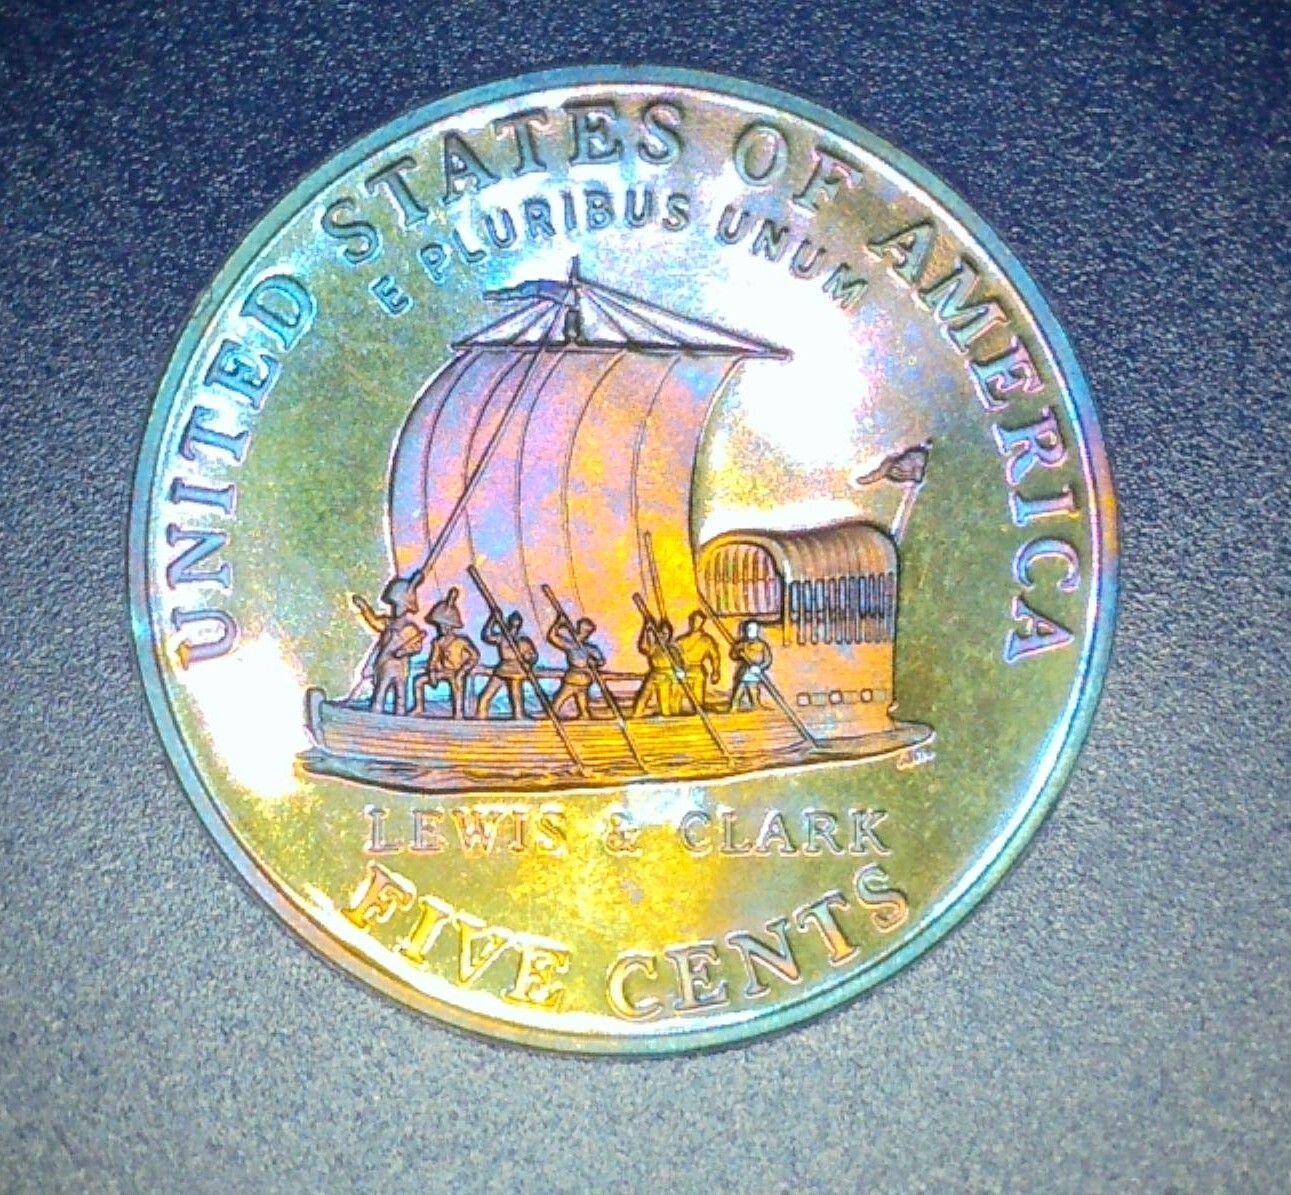 UNITED STATES OF AMERICA
E PLURIBUS UNUM
LEWIS & CLARK
FIVE CENTS